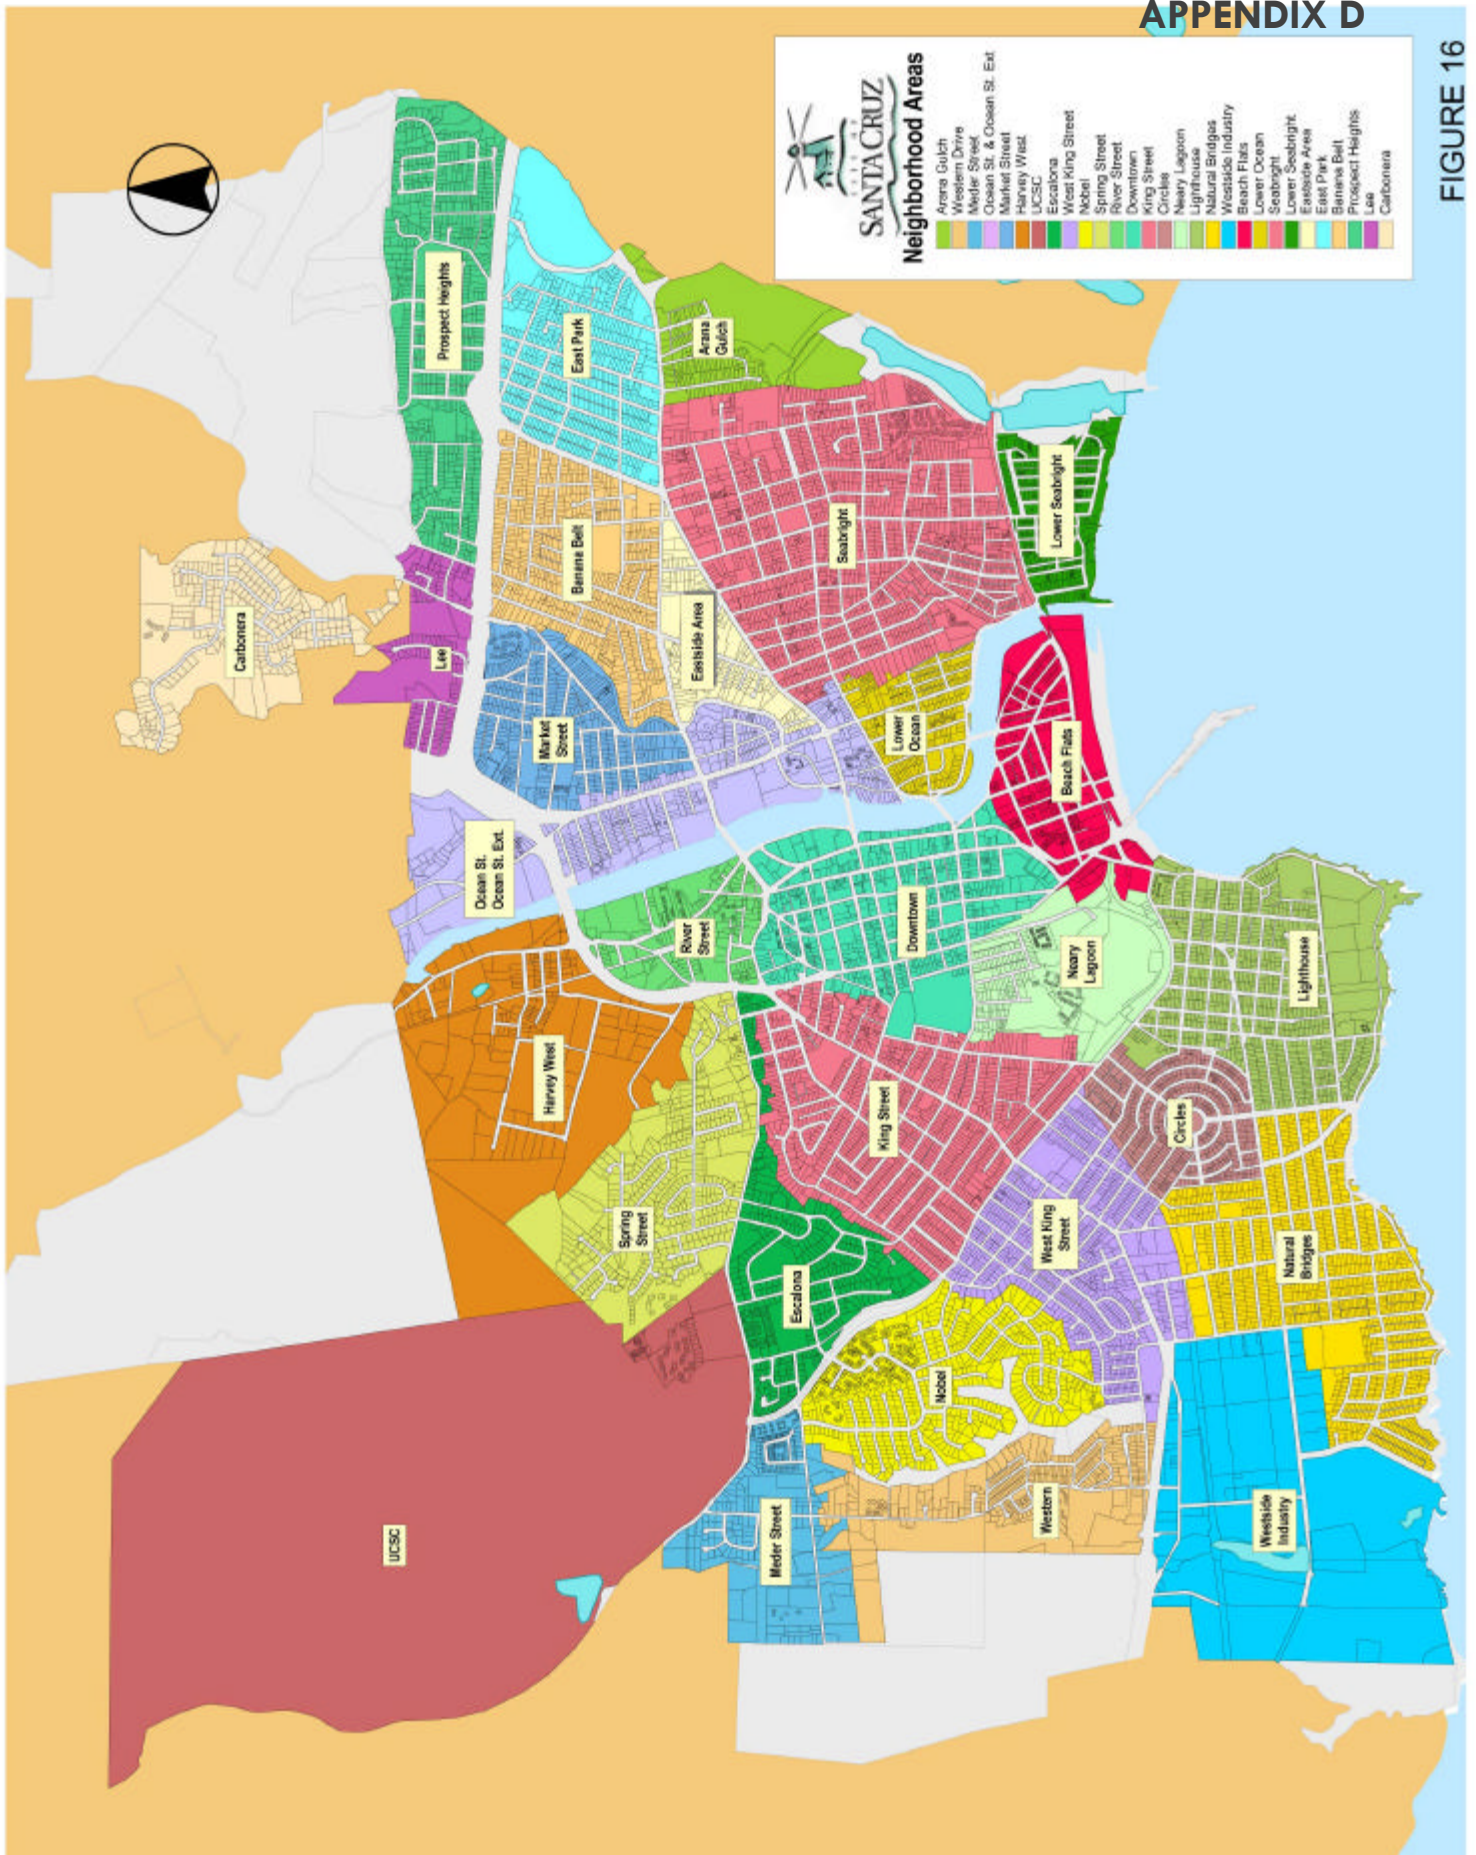 APPENDIX D
FIGURE 16
SANTA CRUZ
Neighborhood Areas
Arana Gulch
Western Drive
Meder Street
Ocean St. & Ocean St. Ext
Market Street
Harvey West
UCSC
Escalona
West King Street
Nobel
Spring Street
River Street
Downtown
King Street
Circles
Neary Lagoon
Lighthouse
Natural Bridges
Westside Industry
Beach Flats
Lower Ocean
Seabright
Lower Seabright
Eastside Area
East Park
Banana Belt
Prospect Heights
Lee
Carbonera
Carbonera
Prospect Heights
Lee
East Park
Banana Belt
Market
Street
Ocean St.
Ocean St. Ext.
Arana
Gulch
Eastside Area
Seabright
Lower Seabright
Lower
Ocean
Beach Flats
River
Street
Downtown
Neary
Lagoon
Lighthouse
Harvey West
Spring
Street
King Street
Circles
Escalona
West King
Street
Natural
Bridges
Nobel
UCSC
Meder Street
Western
Westside
Industry